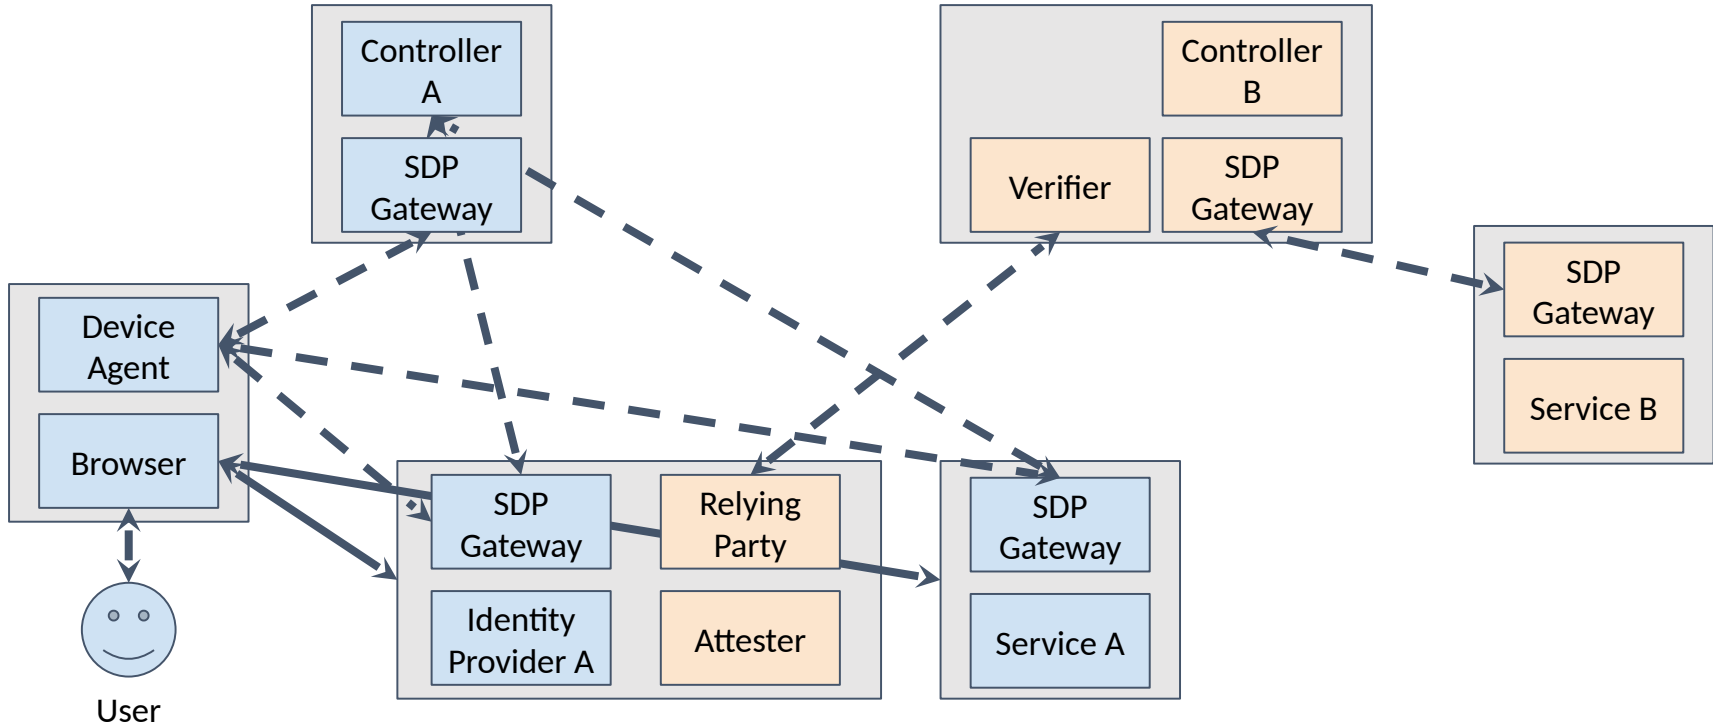 Controller
A
SDP
Gateway
Controller
B
Verifier
SDP
Gateway
SDP
Gateway
Service B
Device
Agent
Browser
User
SDP
Gateway
Relying
Party
Identity
Provider A
Attester
SDP
Gateway
Service A